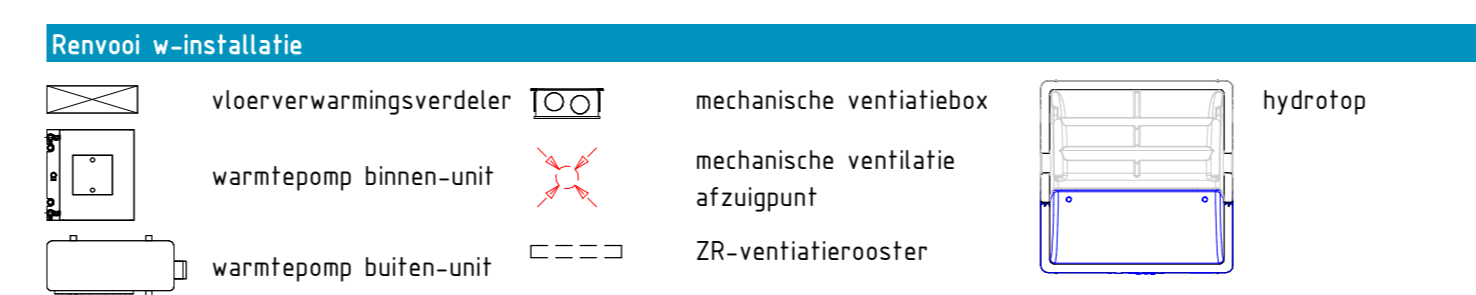 Renvooi w-installatie
vloerverwarmingsverdeler
warmtepomp binnen-unit
warmtepomp buiten-unit
mechanische ventiatiebox
mechanische ventilatie
afzuigpunt
ZR-ventiatierooster
hydrotop